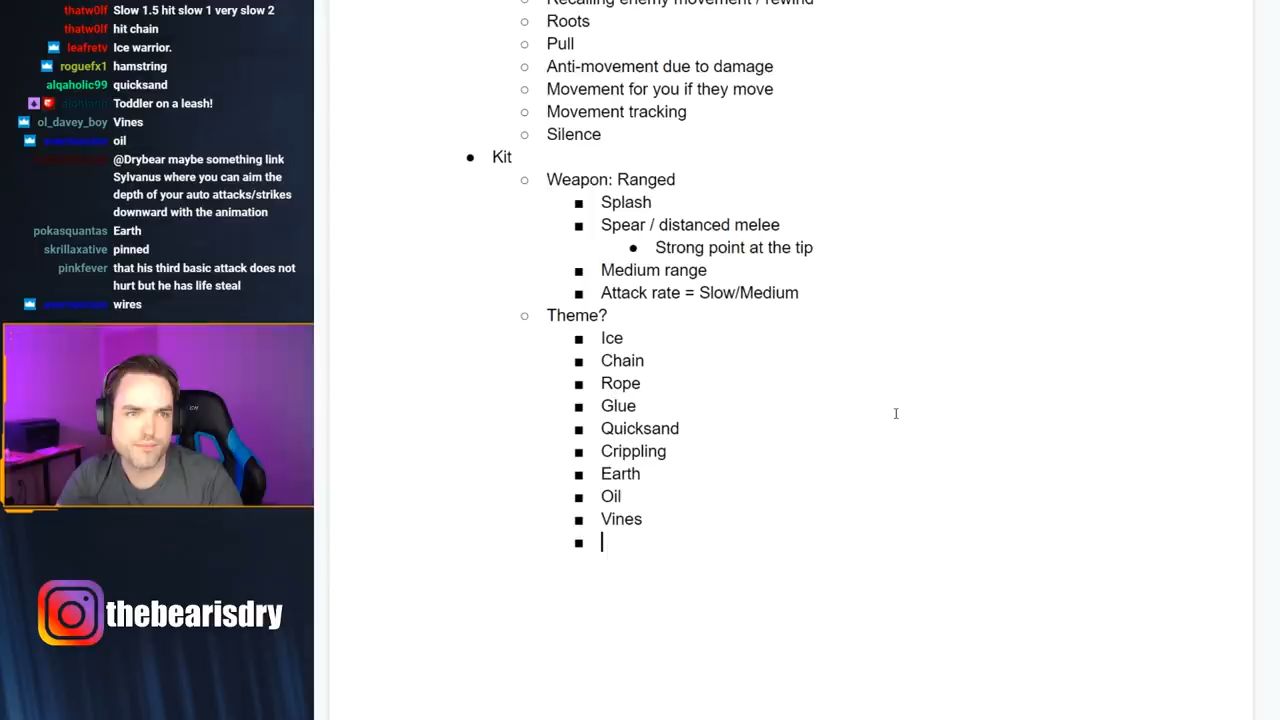 thatw0lf Slow 1.5 hit slow 1 very slow 2
thatw0lf hit chain
leafretv Ice warrior.
roguefx1 hamstring
alqaholic99 quicksand
Toddler on a leash!
ol_davey_boy Vines
oil
@Drybear maybe something link
Sylvanus where you can aim the
depth of your auto attacks/strikes
downward with the animation
pokasquantas Earth
skrillaxative pinned
pinkfever that his third basic attack does not
hurt but he has life steal
wires
thebearisdry
Recalling enemy movement / rewind
Roots
Pull
Anti-movement due to damage
Movement for you if they move
Movement tracking
Silence
Kit
Weapon: Ranged
Splash
Spear / distanced melee
Strong point at the tip
Medium range
Attack rate = Slow/Medium
Theme?
Ice
Chain
Rope
Glue
Quicksand
Crippling
Earth
Oil
Vines